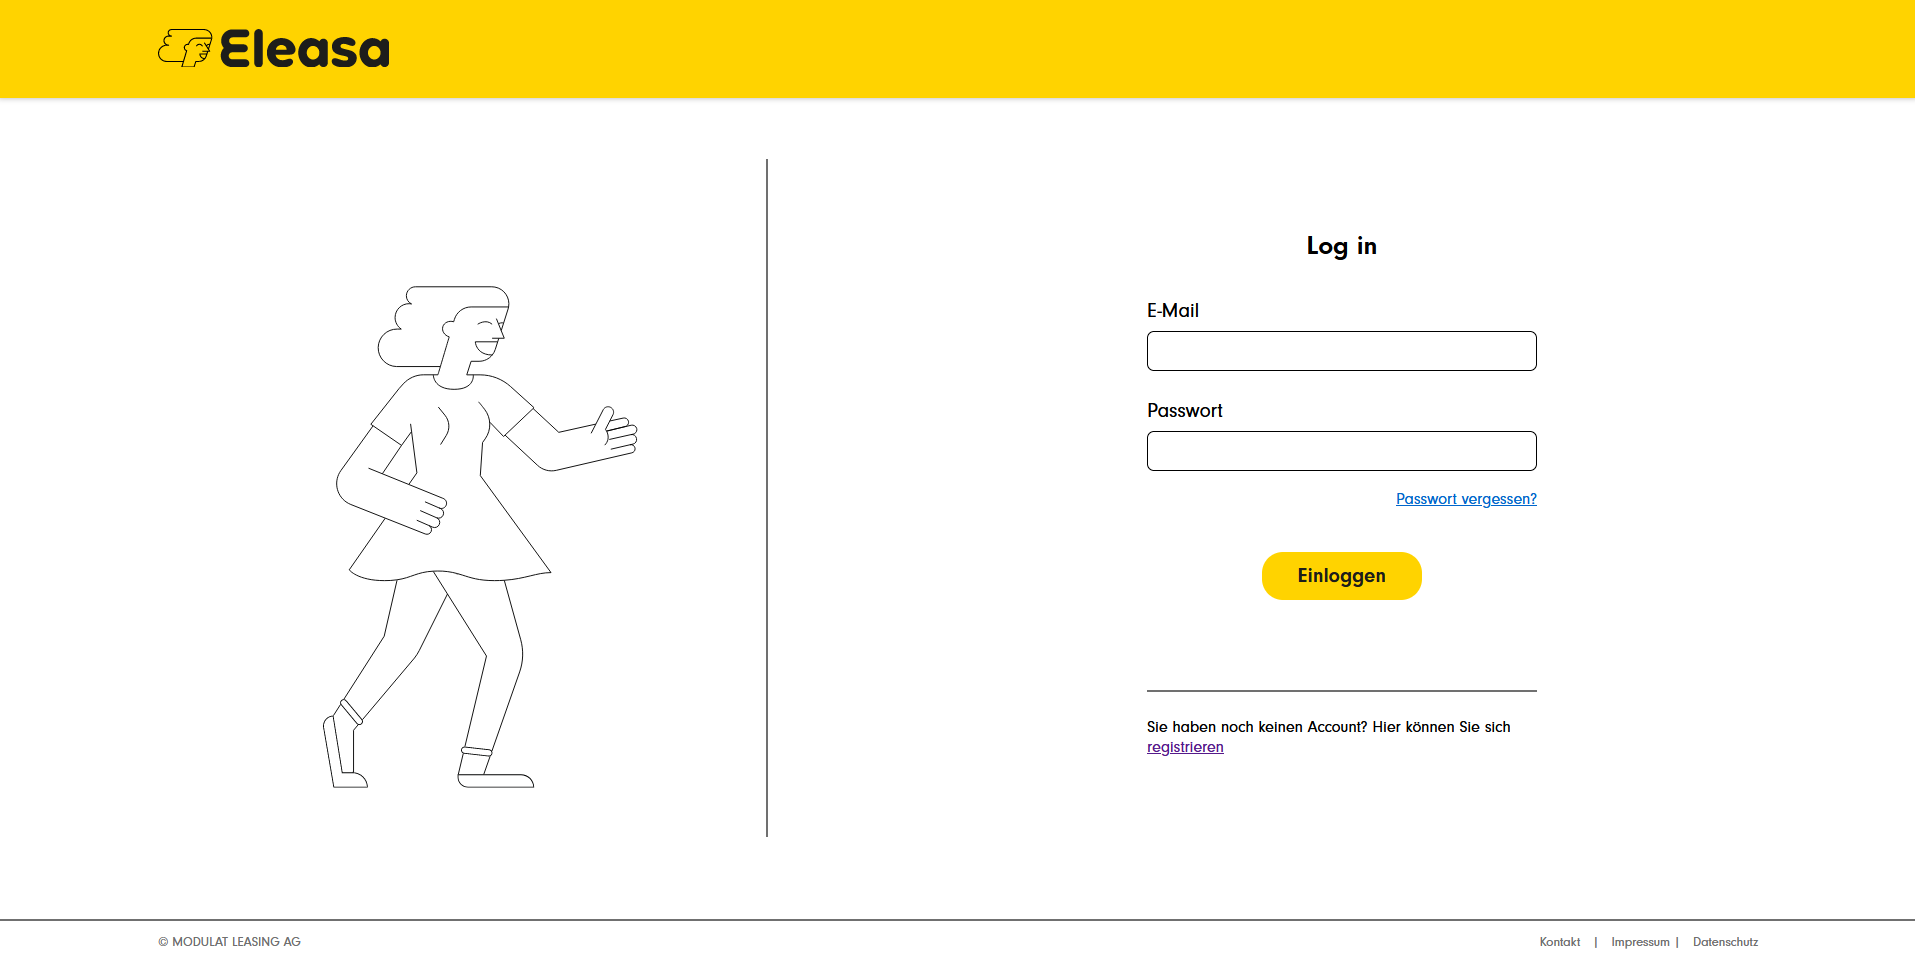 Eleasa
Log in
E-Mail
Passwort
Passwort vergessen?
Einloggen
Sie haben noch keinen Account? Hier können Sie sich
registrieren
© MODULAT LEASING AG
Kontakt | Impressum | Datenschutz